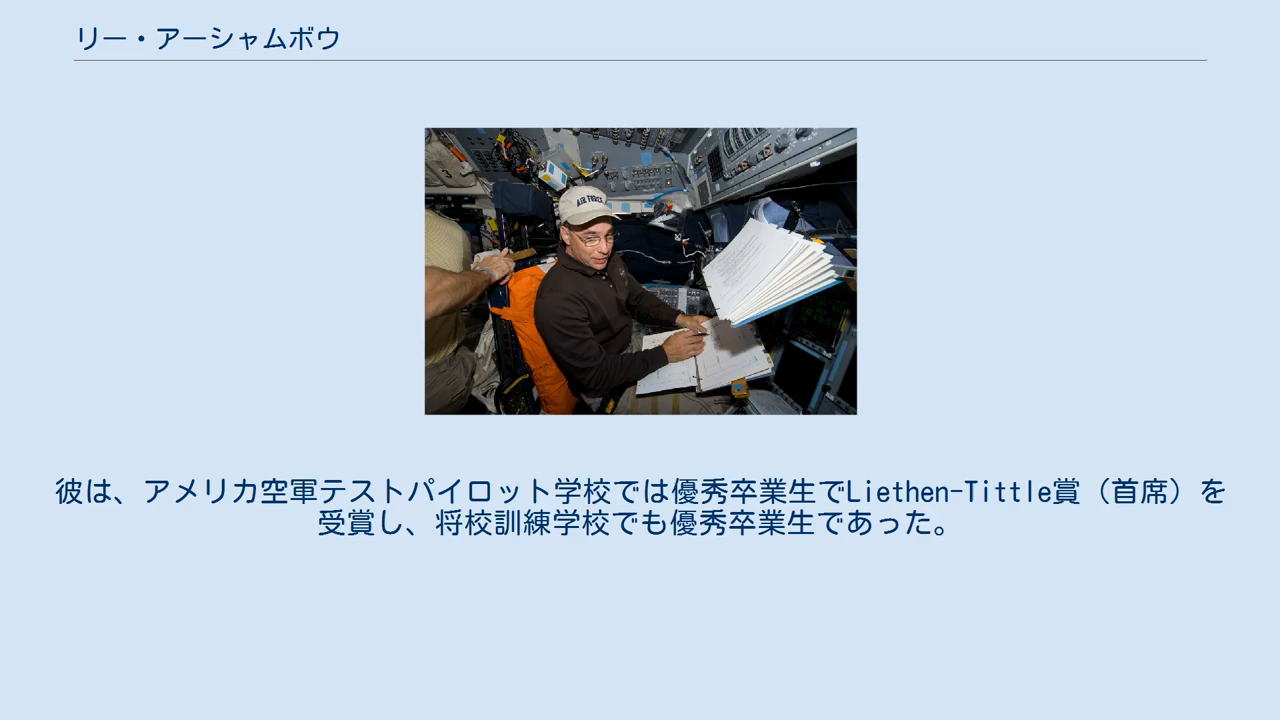 リー・アーシャムボウ
AIR FORCE
彼は、アメリカ空軍テストパイロット学校では優秀卒業生でLiethen-Tittle賞（首席）を
受賞し、将校訓練学校でも優秀卒業生であった。